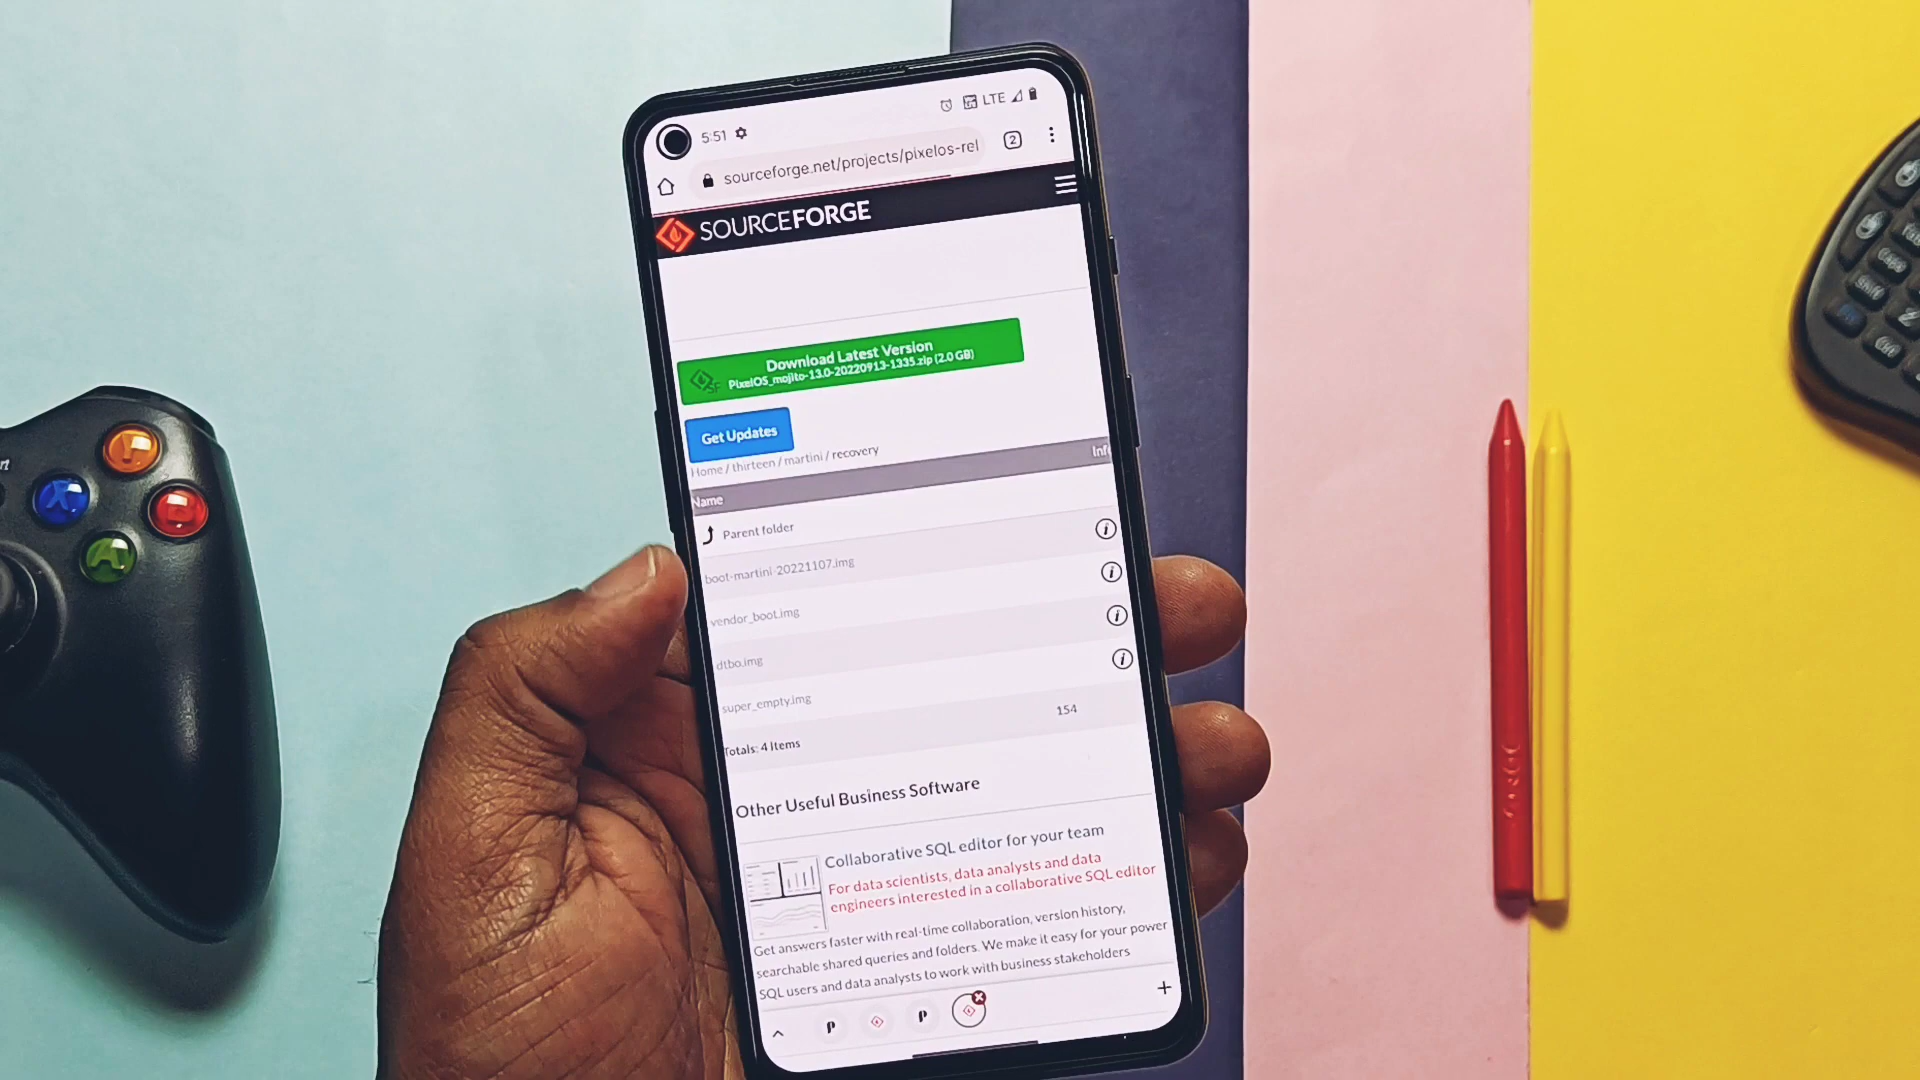 5:51
LTE
sourceforge.net/projects/pixelos-rel
2
SOURCEFORGE
Download Latest Version
PixelOS_mojito-13.0-20220913-1335.zip (2.0 GB)
SF
Get Updates
Home / thirteen / martini / recovery
Name
Inf
Parent folder
boot-martini-20221107.img
vendor_boot.img
dtbo.img
super_empty.img
Totals: 4 Items
154
Other Useful Business Software
Collaborative SQL editor for your team
For data scientists, data analysts and data
engineers interested in a collaborative SQL editor
Get answers faster with real-time collaboration, version history,
searchable shared queries and folders. We make it easy for your power
SQL users and data analysts to work with business stakeholders
rt
Y
X
B
A
Caps
Shift
Z